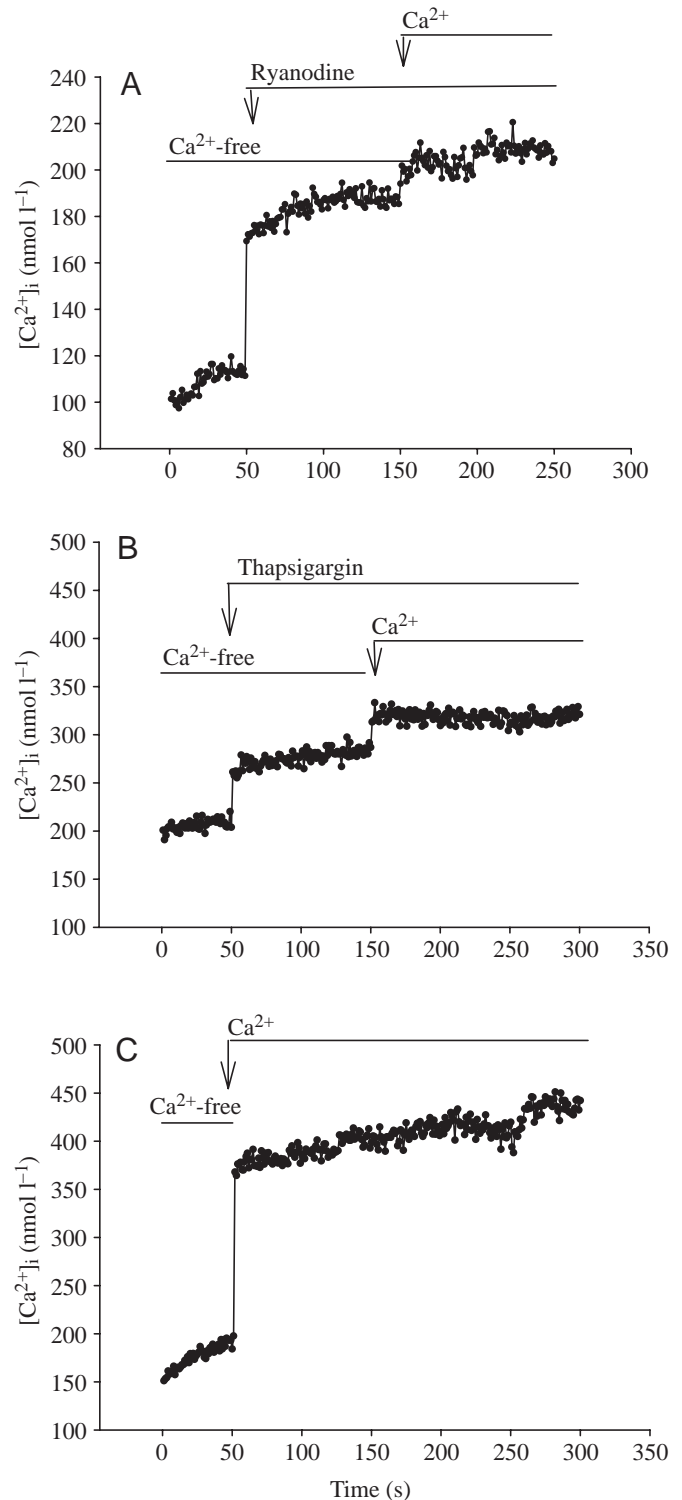 A
Ca²⁺
Ryanodine
Ca²⁺-free
240
220
200
180
160
140
120
100
80
[Ca²⁺]ᵢ (nmol l⁻¹)
0 50 100 150 200 250 300
B
Thapsigargin
Ca²⁺
Ca²⁺-free
500
450
400
350
300
250
200
150
100
[Ca²⁺]ᵢ (nmol l⁻¹)
0 50 100 150 200 250 300 350
C
Ca²⁺
Ca²⁺-free
500
450
400
350
300
250
200
150
100
[Ca²⁺]ᵢ (nmol l⁻¹)
0 50 100 150 200 250 300 350
Time (s)